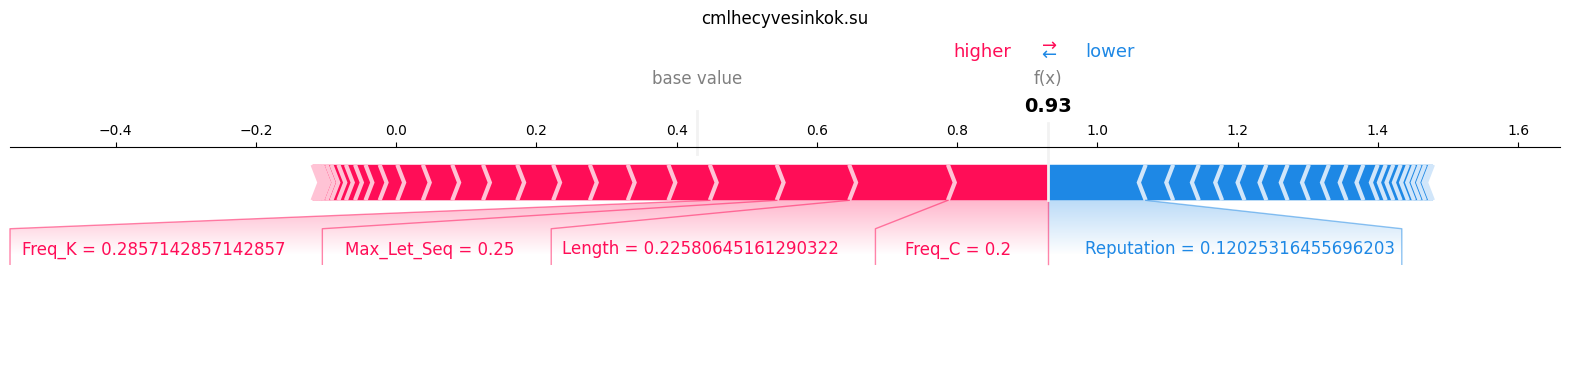 cmlhecyvesinkok.su
higher ⇄ lower
base value f(x)
0.93
−0.4 −0.2 0.0 0.2 0.4 0.6 0.8 1.0 1.2 1.4 1.6
Freq_K = 0.2857142857142857 Max_Let_Seq = 0.25 Length = 0.22580645161290322 Freq_C = 0.2 Reputation = 0.12025316455696203